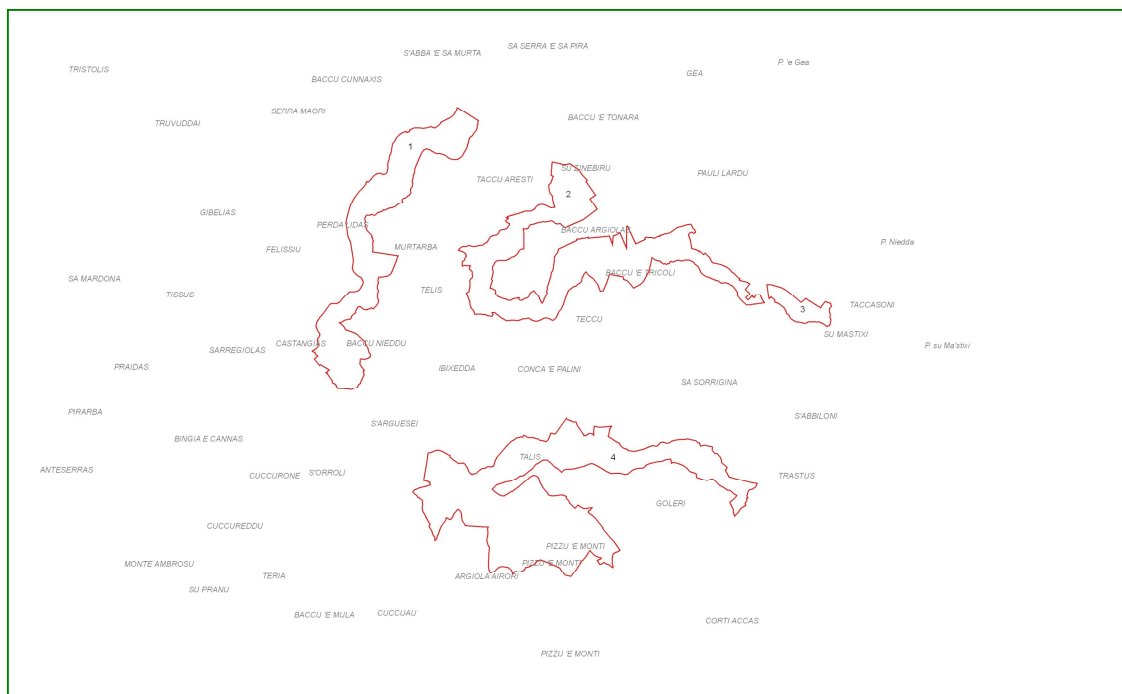 SA SERRA 'E SA PIRA
S'ABBA 'E SA MURTA
P. 'e Gea
TRISTOLIS
GEA
BACCU CUNNAXIS
SERRA MAORI
BACCU 'E TONARA
TRUVUDDAI
1
SU ZINEBIRU
PAULI LARDU
TACCU ARESTI
2
GIBELIAS
PERDA LIDAS
BACCU ARGIOLAS
P. Niedda
MURTARBA
FELISSIU
BACCU 'E TRICOLI
SA MARDONA
TELIS
TISSUS
TACCASONI
3
TECCU
SU MASTIXI
CASTANGIAS
BACCU NIEDDU
P. su Ma'stixi
SARREGIOLAS
PRAIDAS
IBIXEDDA
CONCA 'E PALINI
SA SORRIGINA
PIRARBA
S'ABBILONI
S'ARGUESEI
BINGIA E CANNAS
TALIS
4
ANTESERRAS
S'ORROLI
CUCCURONE
TRASTUS
GOLERI
CUCCUREDDU
PIZZU 'E MONTI
MONTE AMBROSU
PIZZU 'E MONTI
TERIA
ARGIOLA AIRORI
SU PRANU
BACCU 'E MULA
CUCCUAU
CORTI ACCAS
PIZZU 'E MONTI